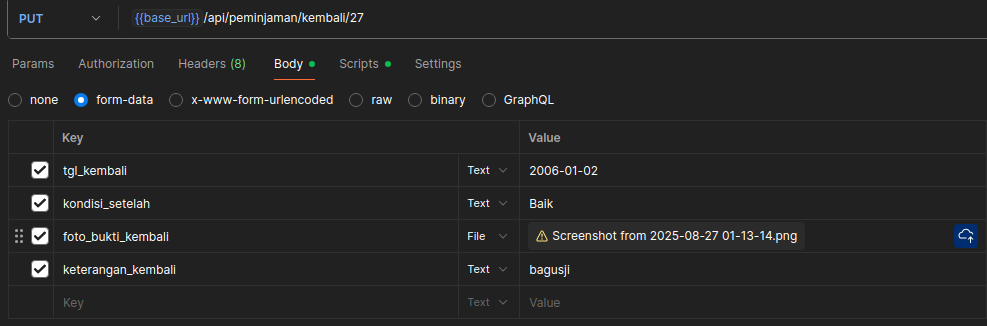 PUT {{base_url}}/api/peminjaman/kembali/27
Params Authorization Headers (8) Body Scripts Settings
none form-data x-www-form-urlencoded raw binary GraphQL
Key Value
tgl_kembali Text 2006-01-02
kondisi_setelah Text Baik
foto_bukti_kembali File Screenshot from 2025-08-27 01-13-14.png
keterangan_kembali Text bagusji
Key Text Value